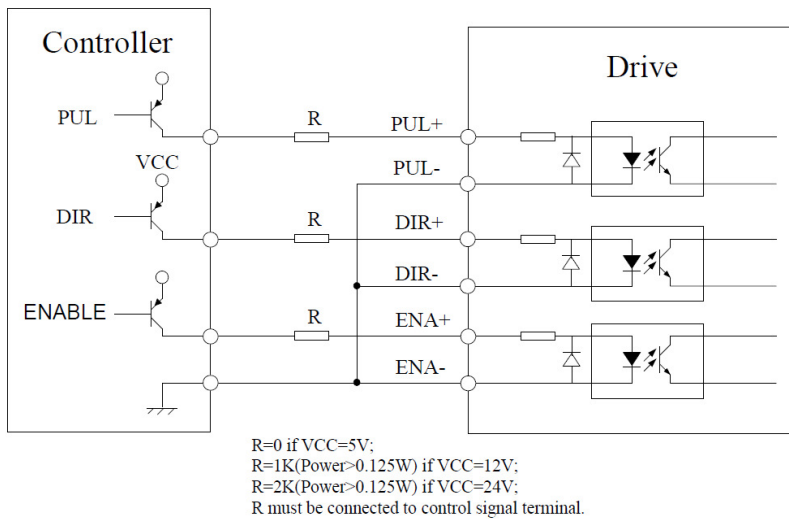 Controller
Drive
PUL
R
PUL+
VCC
PUL-
DIR
R
DIR+
DIR-
ENABLE
R
ENA+
ENA-
R=0 if VCC=5V;
R=1K(Power>0.125W) if VCC=12V;
R=2K(Power>0.125W) if VCC=24V;
R must be connected to control signal terminal.